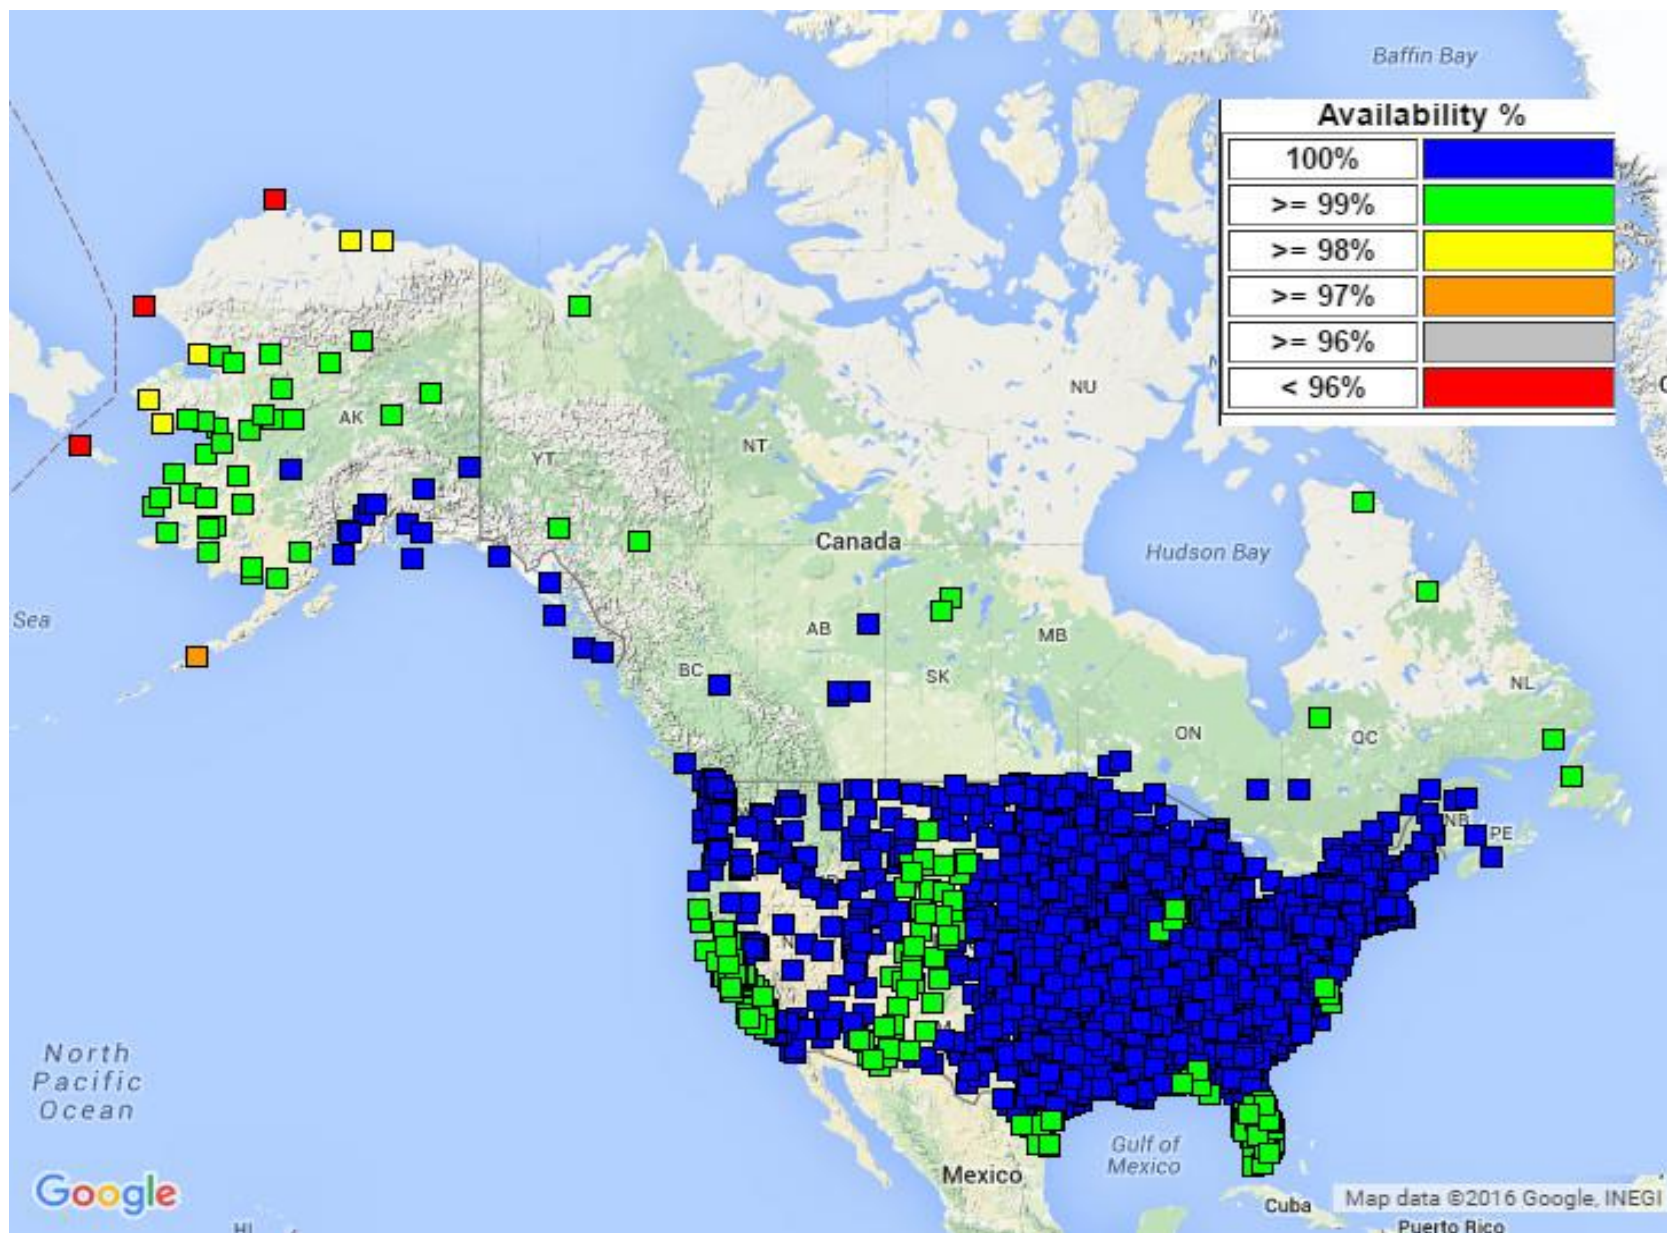 Baffin Bay
Availability %
100%
>= 99%
>= 98%
>= 97%
>= 96%
< 96%
NU
AK
NT
YT
Canada
Hudson Bay
Sea
AB
MB
BC
SK
NL
ON
QC
NB
PE
North
Pacific
Ocean
Gulf of
Mexico
Mexico
Google
Cuba
Map data ©2016 Google, INEGI
HI
Puerto Rico